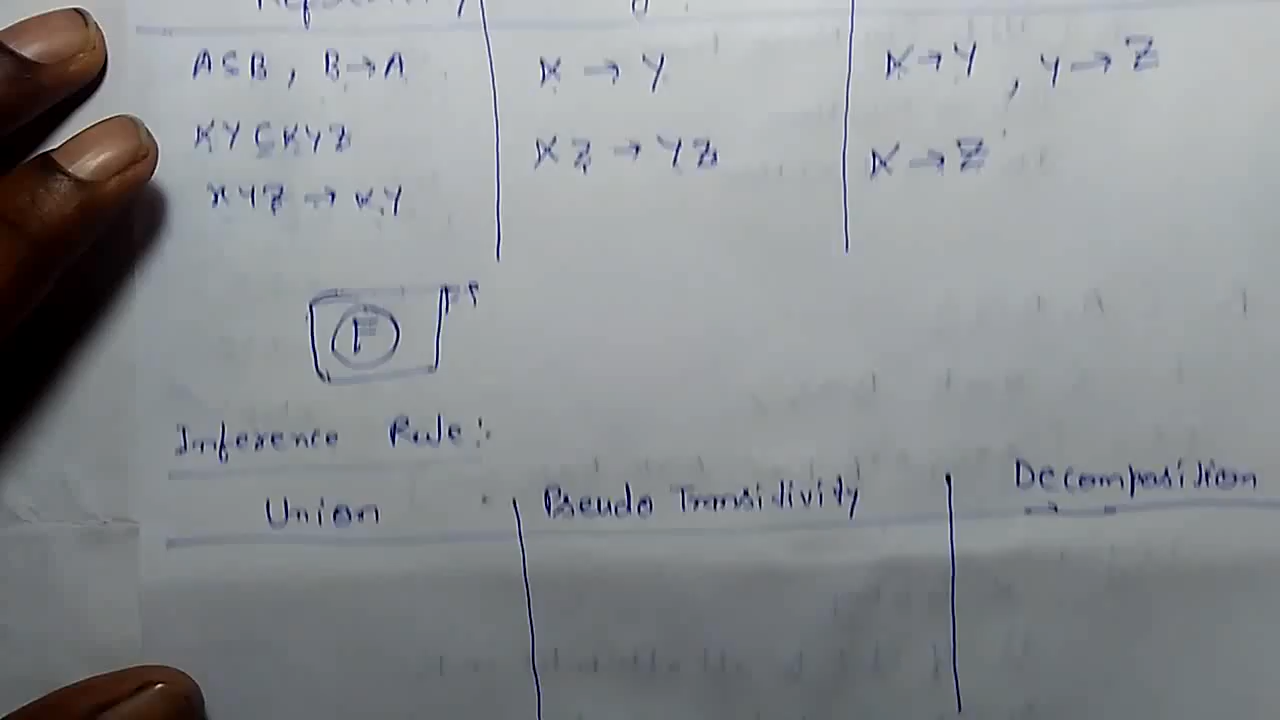 A⊆B, B→A
XY⊆XYZ
XYZ→XY
X → Y
XZ → YZ
X→Y, Y→Z
X→Z
F
Inference Rule:
Union
Pseudo Transitivity
Decomposition